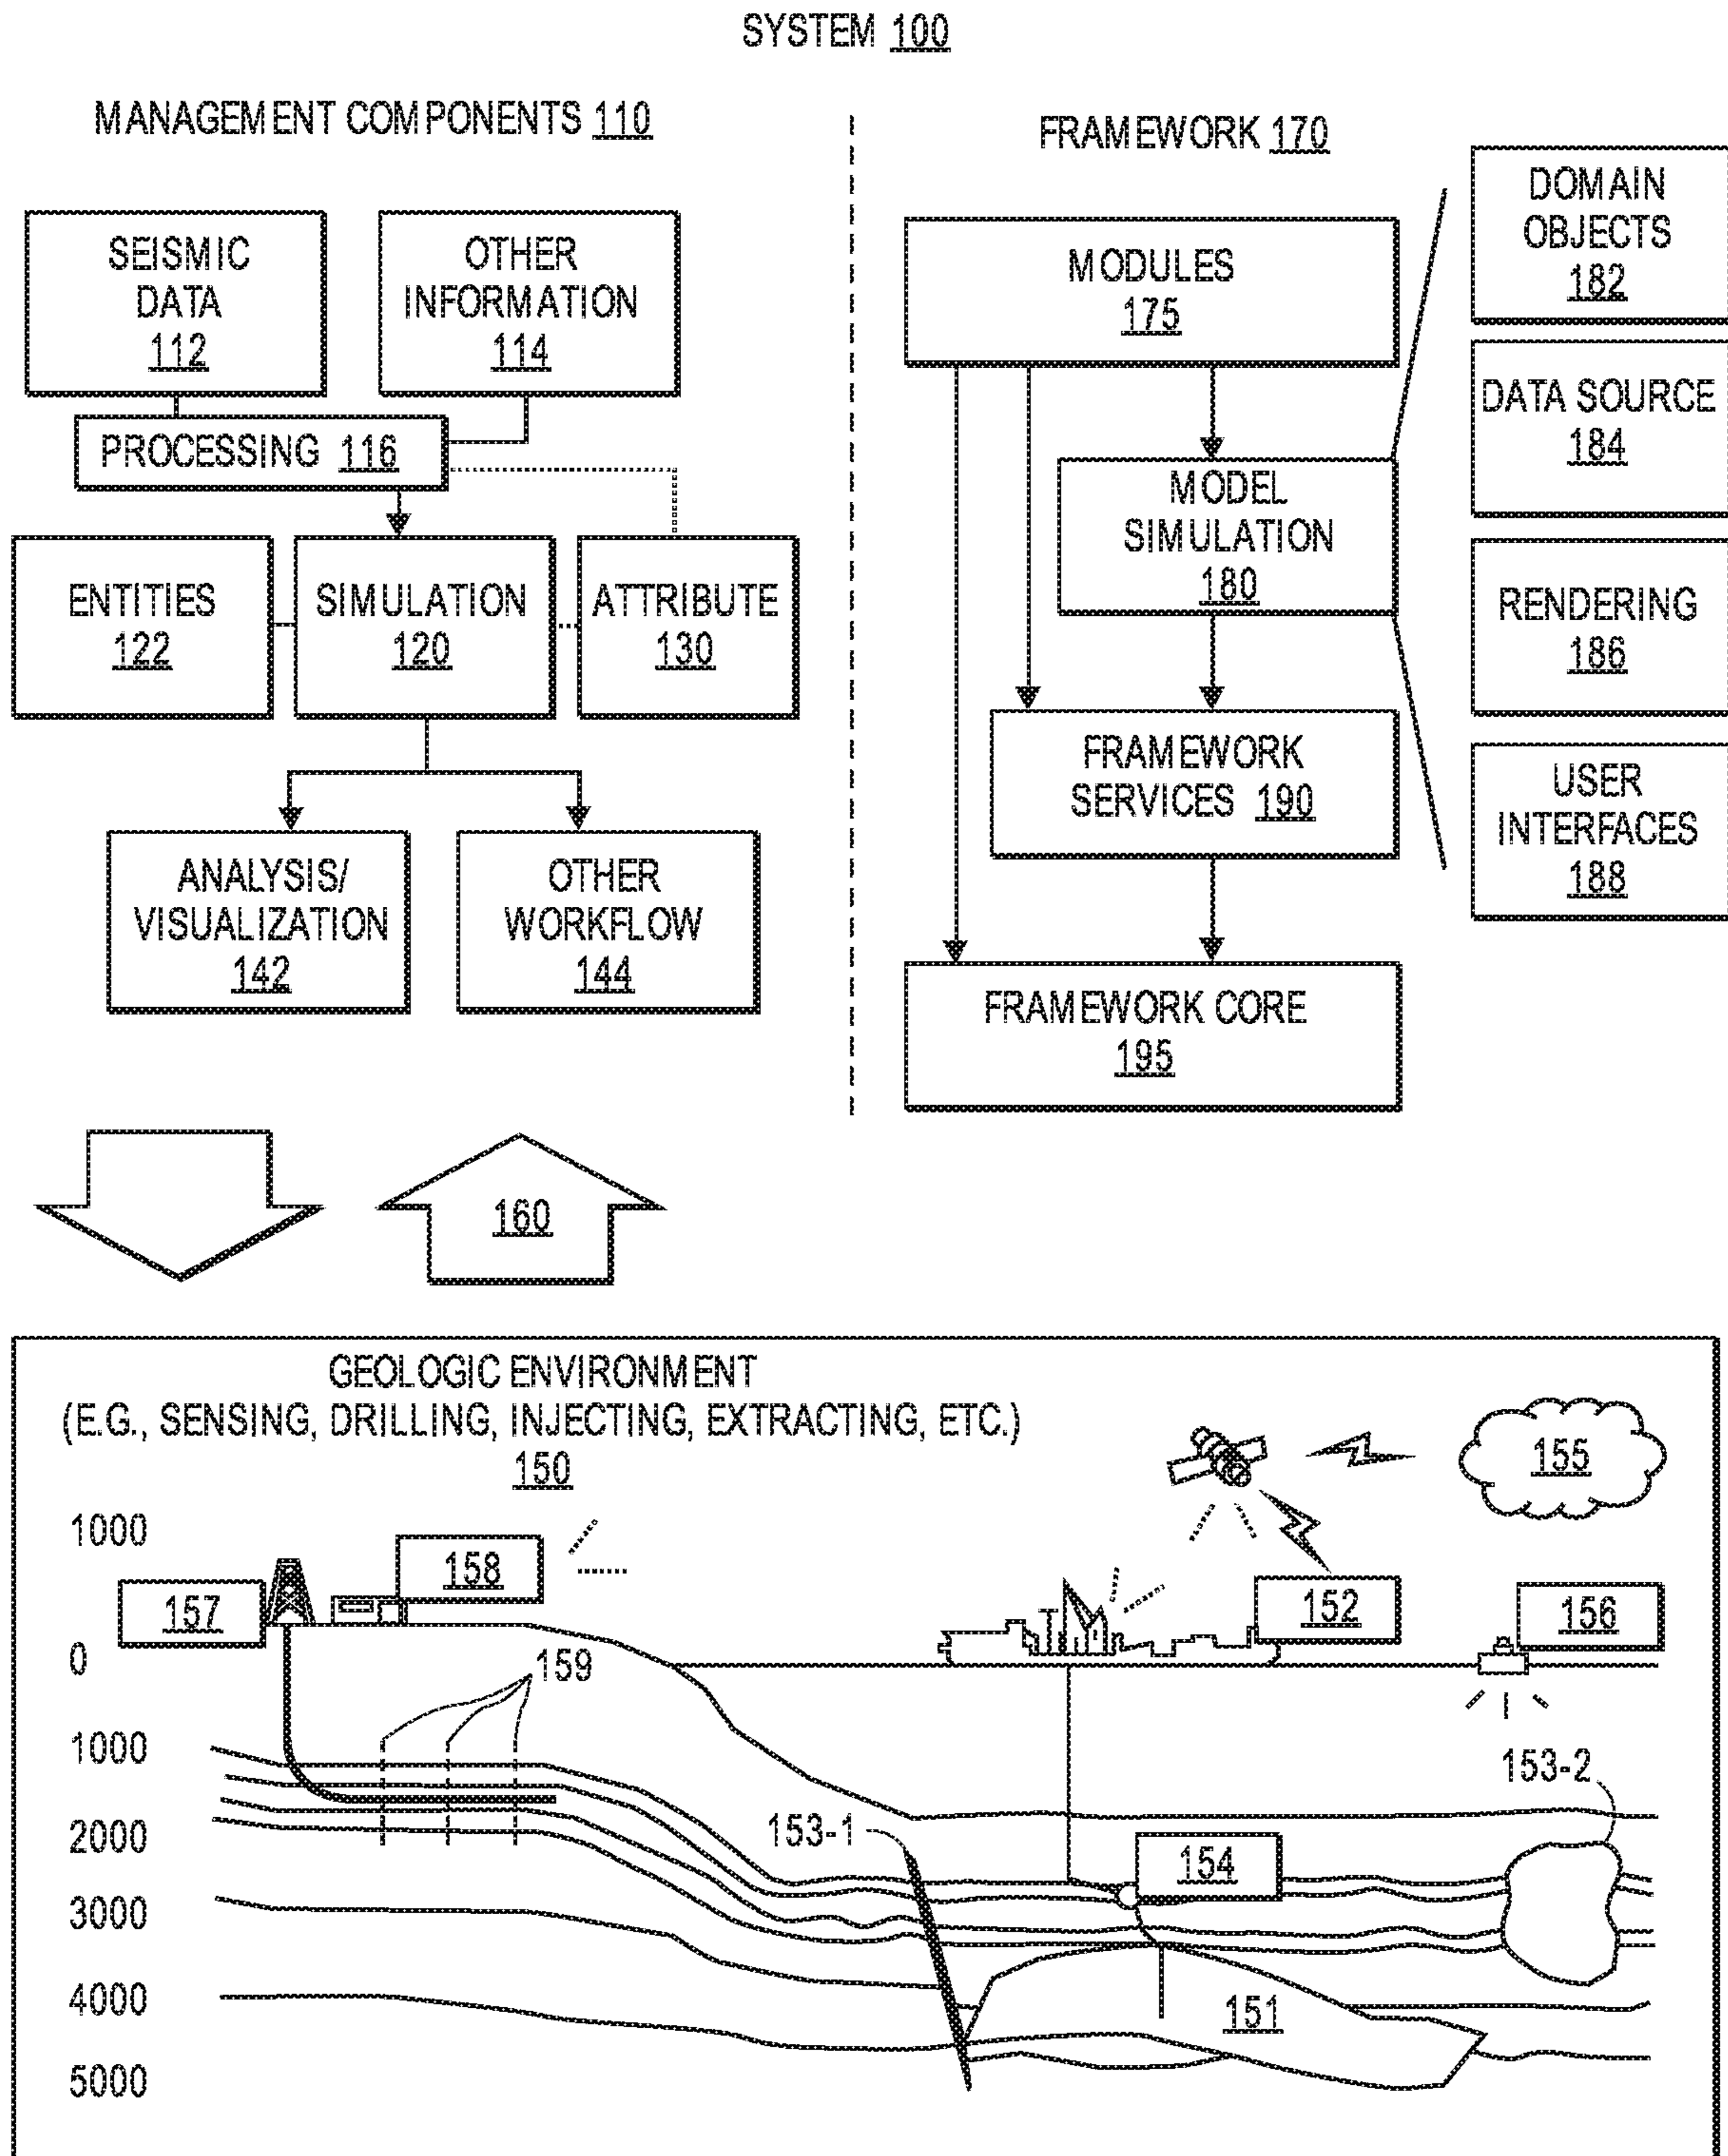 SYSTEM 100
MANAGEMENT COMPONENTS 110
SEISMIC
DATA
112
OTHER
INFORMATION
114
PROCESSING 116
ENTITIES
122
SIMULATION
120
ATTRIBUTE
130
ANALYSIS/
VISUALIZATION
142
OTHER
WORKFLOW
144
FRAMEWORK 170
MODULES
175
MODEL
SIMULATION
180
FRAMEWORK
SERVICES 190
FRAMEWORK CORE
195
DOMAIN
OBJECTS
182
DATA SOURCE
184
RENDERING
186
USER
INTERFACES
188
160
GEOLOGIC ENVIRONMENT
(E.G., SENSING, DRILLING, INJECTING, EXTRACTING, ETC.)
150
155
1000
158
157
152
156
0
159
1000
153-2
2000
153-1
154
3000
4000
151
5000